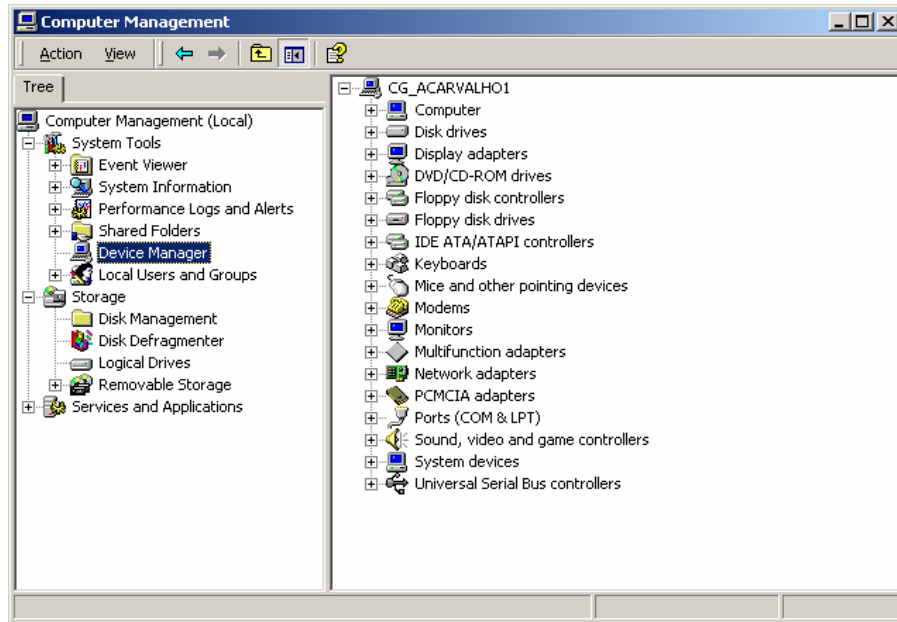 Computer Management
Action View
Tree
Computer Management (Local)
System Tools
Event Viewer
System Information
Performance Logs and Alerts
Shared Folders
Device Manager
Local Users and Groups
Storage
Disk Management
Disk Defragmenter
Logical Drives
Removable Storage
Services and Applications
CG_ACARVALHO1
Computer
Disk drives
Display adapters
DVD/CD-ROM drives
Floppy disk controllers
Floppy disk drives
IDE ATA/ATAPI controllers
Keyboards
Mice and other pointing devices
Modems
Monitors
Multifunction adapters
Network adapters
PCMCIA adapters
Ports (COM & LPT)
Sound, video and game controllers
System devices
Universal Serial Bus controllers